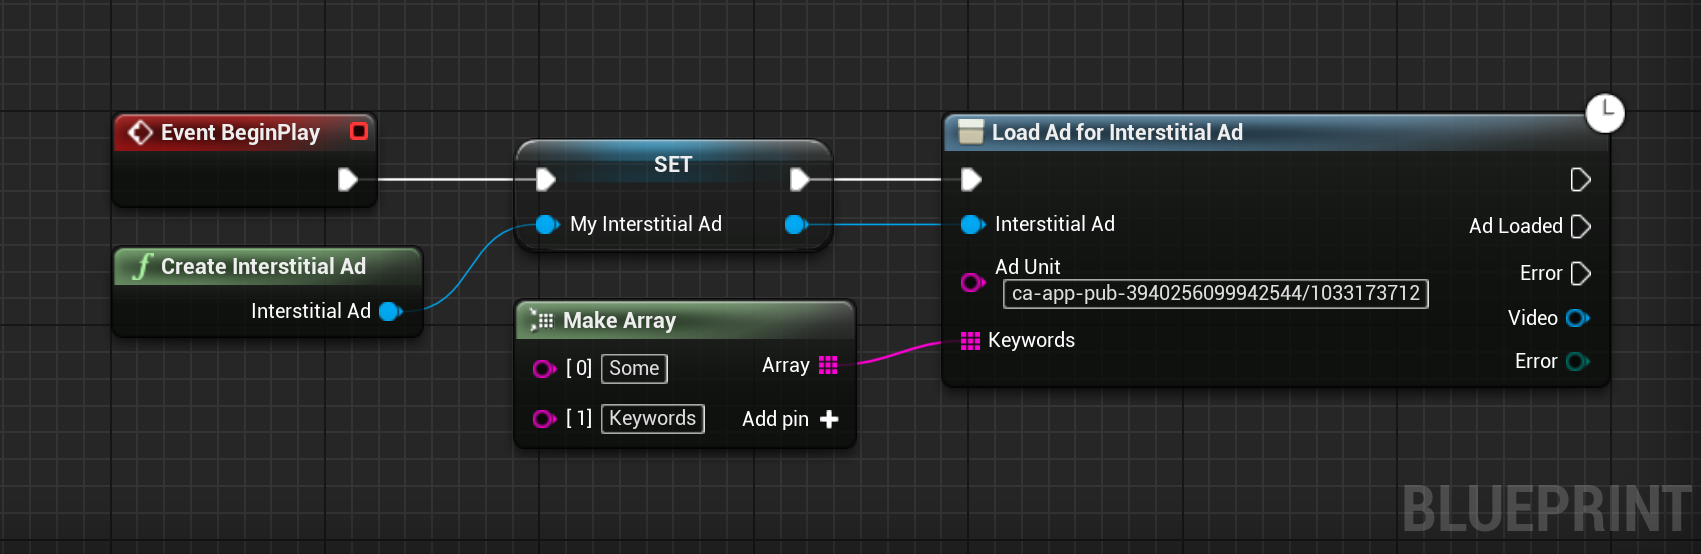 Event BeginPlay
Create Interstitial Ad
Interstitial Ad
SET
My Interstitial Ad
Make Array
[ 0] Some
Array
[ 1] Keywords
Add pin
Load Ad for Interstitial Ad
Interstitial Ad
Ad Unit
ca-app-pub-3940256099942544/1033173712
Keywords
Ad Loaded
Error
Video
Error
BLUEPRINT